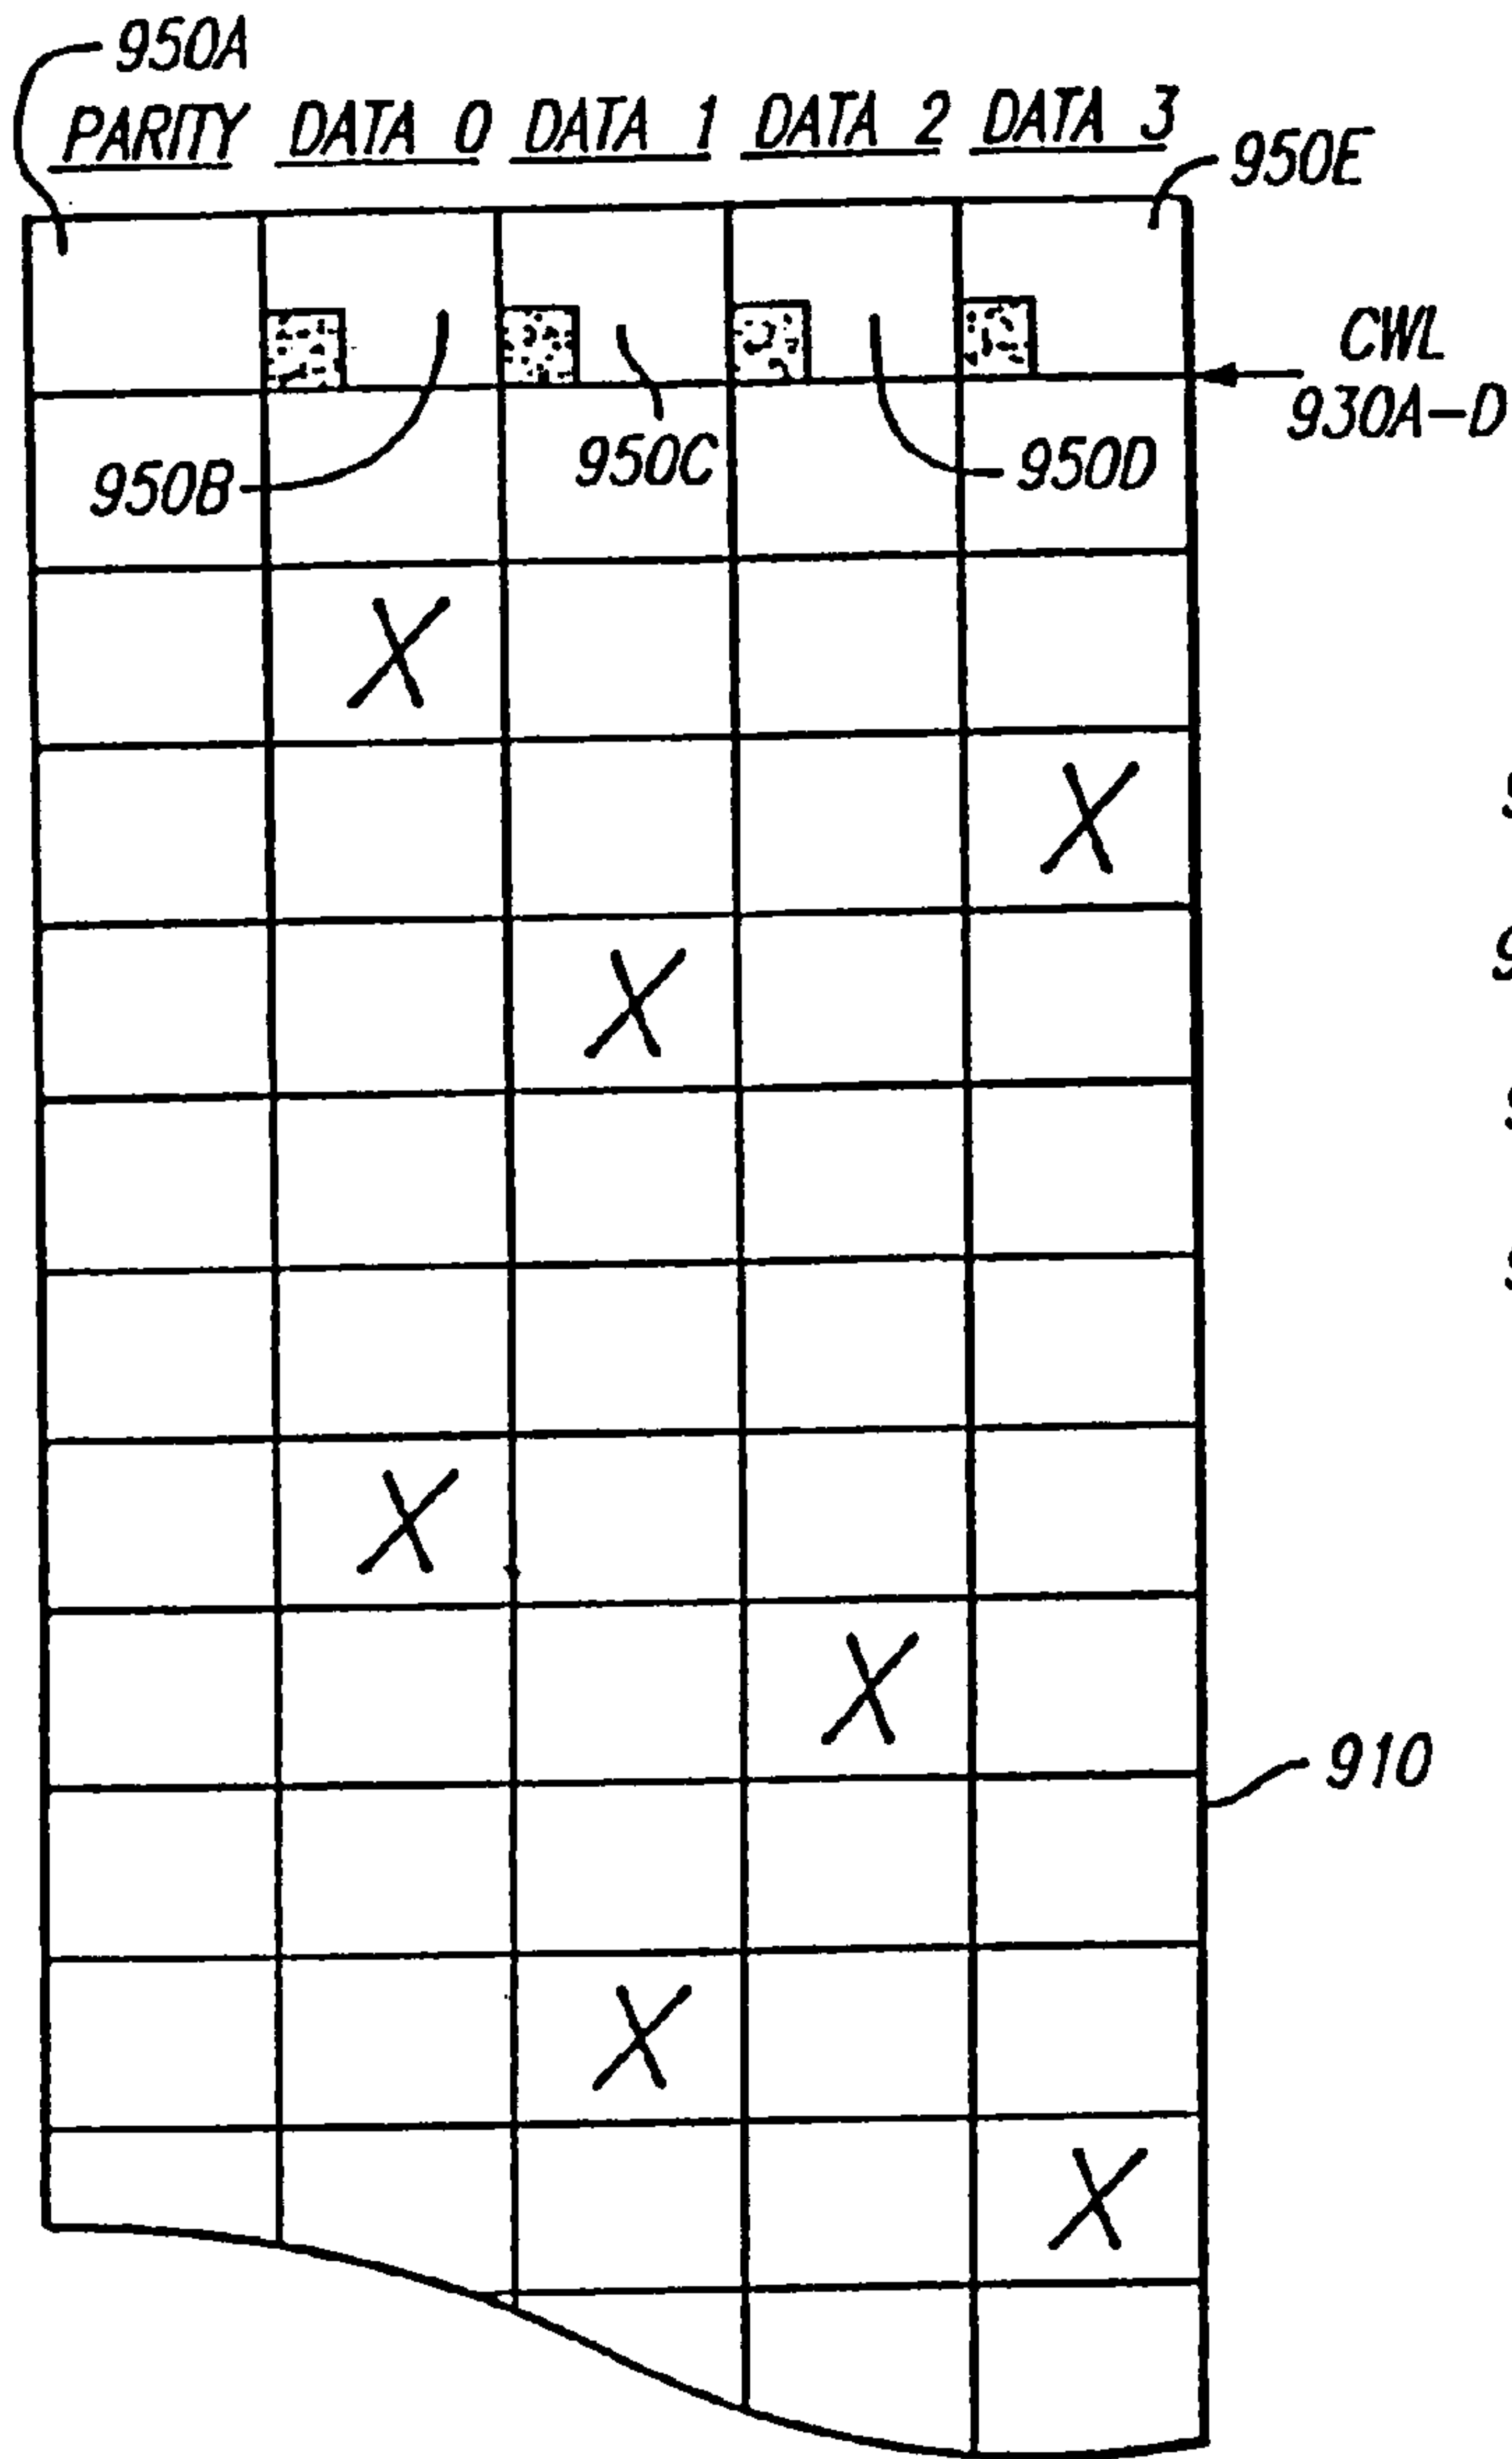 950A
PARITY DATA 0 DATA 1 DATA 2 DATA 3
950E
CWL
930A-D
950B
950C
950D
X
X
X
X
X
X
X
910